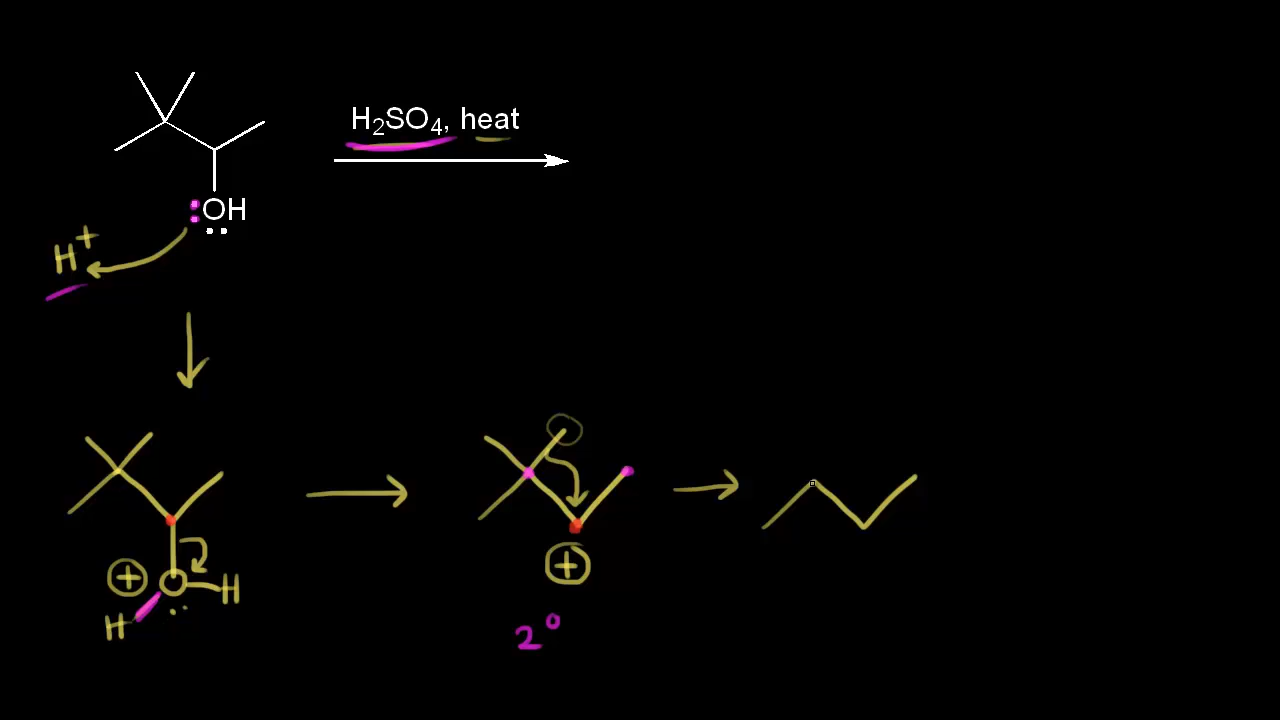 H₂SO₄, heat
:OH
··
H⁺
⊕ O H
H ··
⊕
2°